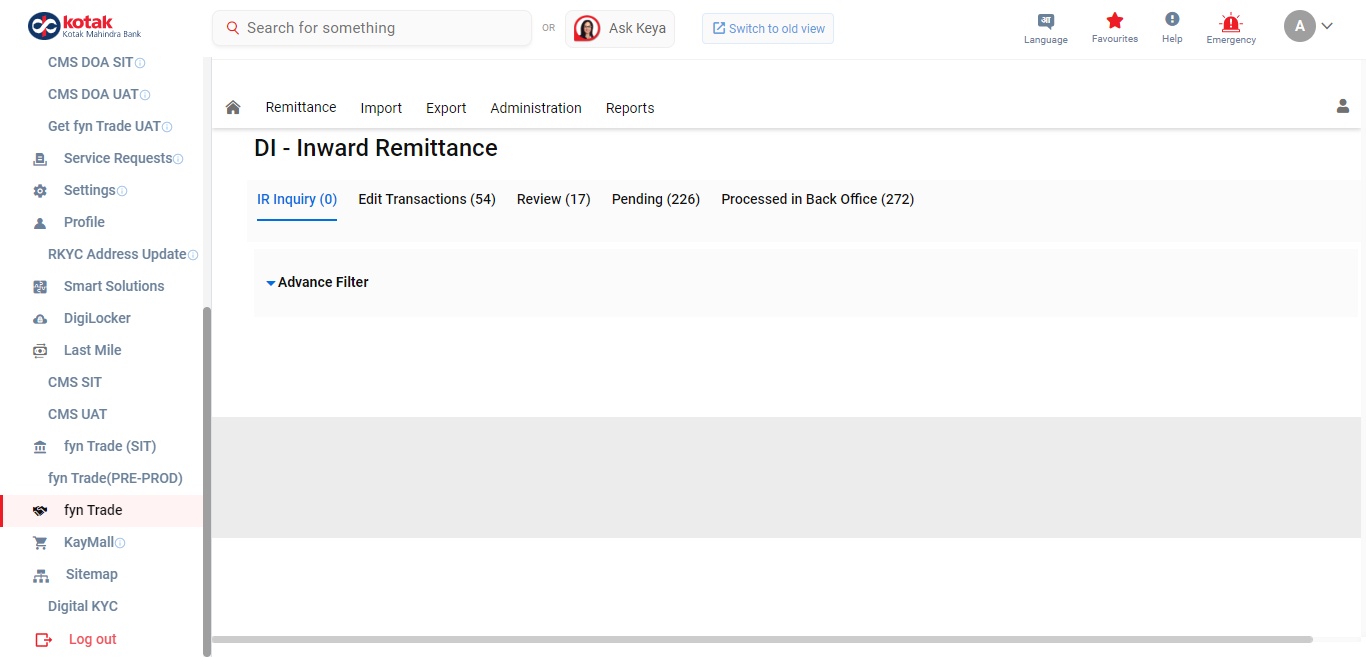 kotak
Kotak Mahindra Bank
Search for something
OR
Ask Keya
Switch to old view
अा
Language
Favourites
Help
Emergency
A
CMS DOA SIT
CMS DOA UAT
Get fyn Trade UAT
Service Requests
Settings
Profile
RKYC Address Update
Smart Solutions
DigiLocker
Last Mile
CMS SIT
CMS UAT
fyn Trade (SIT)
fyn Trade(PRE-PROD)
fyn Trade
KayMall
Sitemap
Digital KYC
Log out
Remittance Import Export Administration Reports
DI - Inward Remittance
IR Inquiry (0) Edit Transactions (54) Review (17) Pending (226) Processed in Back Office (272)
Advance Filter